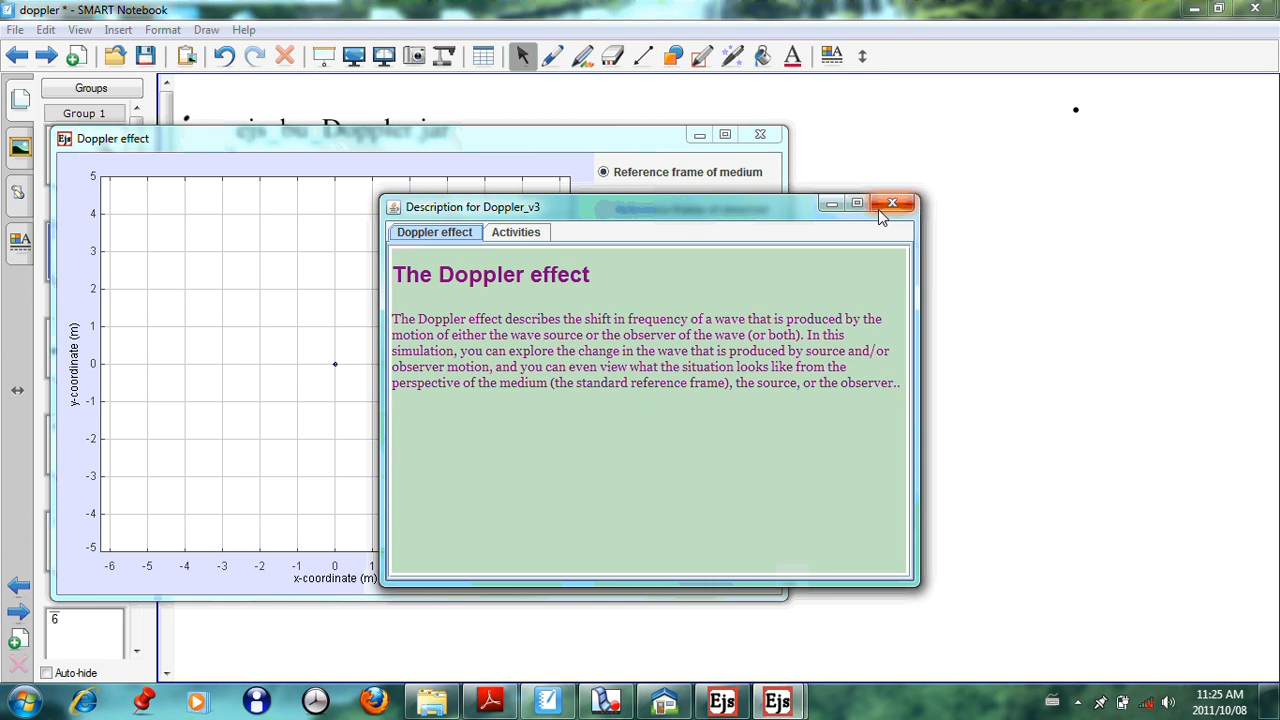 doppler * - SMART Notebook
File Edit View Insert Format Draw Help
Groups
Group 1
ejs_bu_Doppler.jar
Ejs Doppler effect
Reference frame of medium
Description for Doppler_v3
Doppler effect Activities
The Doppler effect
The Doppler effect describes the shift in frequency of a wave that is produced by the
motion of either the wave source or the observer of the wave (or both). In this
simulation, you can explore the change in the wave that is produced by source and/or
observer motion, and you can even view what the situation looks like from the
perspective of the medium (the standard reference frame), the source, or the observer..
5
4
3
2
1
0
-1
-2
-3
-4
-5
y-coordinate (m)
-6 -5 -4 -3 -2 -1 0 1
x-coordinate (m)
6
Auto-hide
Ejs Ejs
11:25 AM
2011/10/08